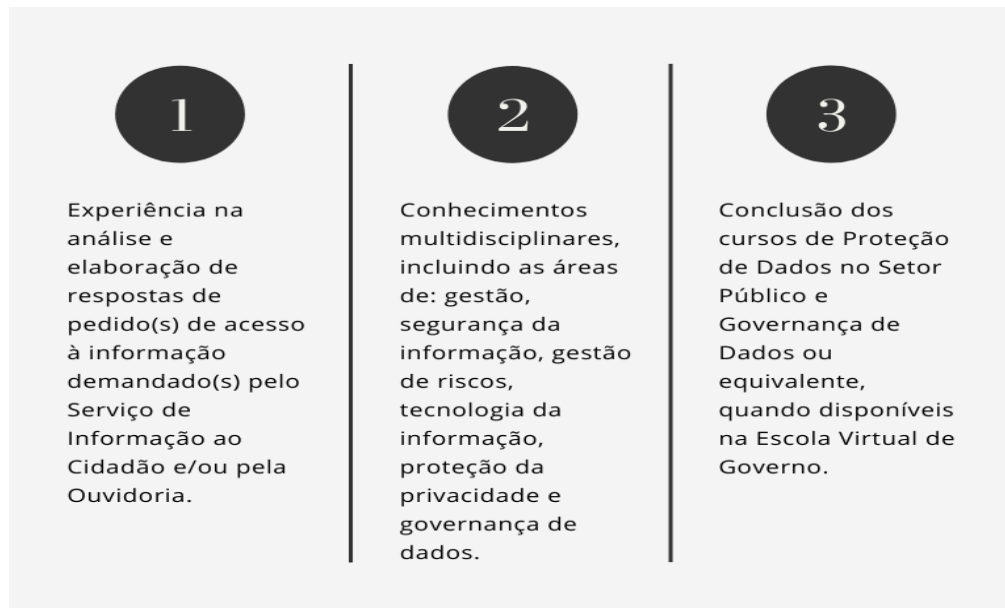 1
Experiência na
análise e
elaboração de
respostas de
pedido(s) de acesso
à informação
demandado(s) pelo
Serviço de
Informação ao
Cidadão e/ou pela
Ouvidoria.
2
Conhecimentos
multidisciplinares,
incluindo as áreas
de: gestão,
segurança da
informação, gestão
de riscos,
tecnologia da
informação,
proteção da
privacidade e
governança de
dados.
3
Conclusão dos
cursos de Proteção
de Dados no Setor
Público e
Governança de
Dados ou
equivalente,
quando disponíveis
na Escola Virtual de
Governo.